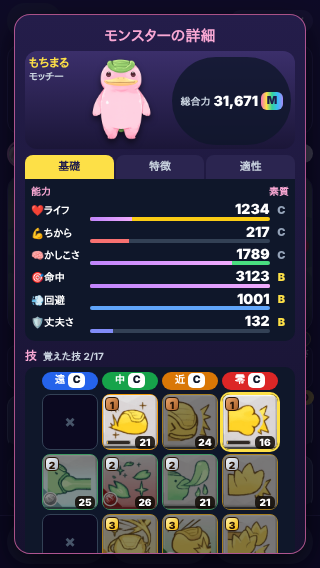 モンスターの詳細
もちまる
モッチー
総合力 31,671 M
基礎 特徴 適性
能力 素質
❤️ライフ 1234 C
💪ちから 217 C
🧠かしこさ 1789 C
🎯命中 3123 B
💨回避 1001 B
🛡️丈夫さ 132 B
技 覚えた技 2/17
遠 C 中 C 近 C 零 C
× 1 21 1 24 1 16
2 25 2 26 2 21 2 21
× 3 3 3